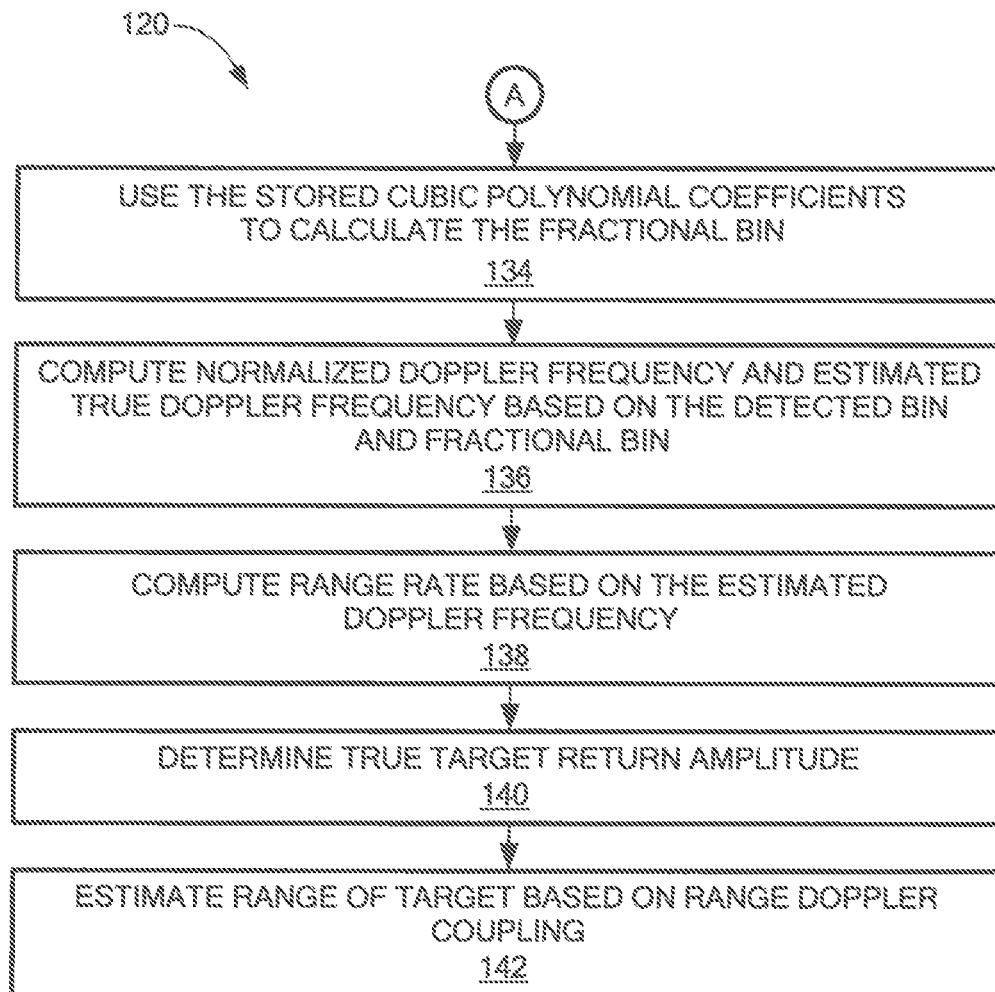 120
A
USE THE STORED CUBIC POLYNOMIAL COEFFICIENTS
TO CALCULATE THE FRACTIONAL BIN
134
COMPUTE NORMALIZED DOPPLER FREQUENCY AND ESTIMATED
TRUE DOPPLER FREQUENCY BASED ON THE DETECTED BIN
AND FRACTIONAL BIN
136
COMPUTE RANGE RATE BASED ON THE ESTIMATED
DOPPLER FREQUENCY
138
DETERMINE TRUE TARGET RETURN AMPLITUDE
140
ESTIMATE RANGE OF TARGET BASED ON RANGE DOPPLER
COUPLING
142